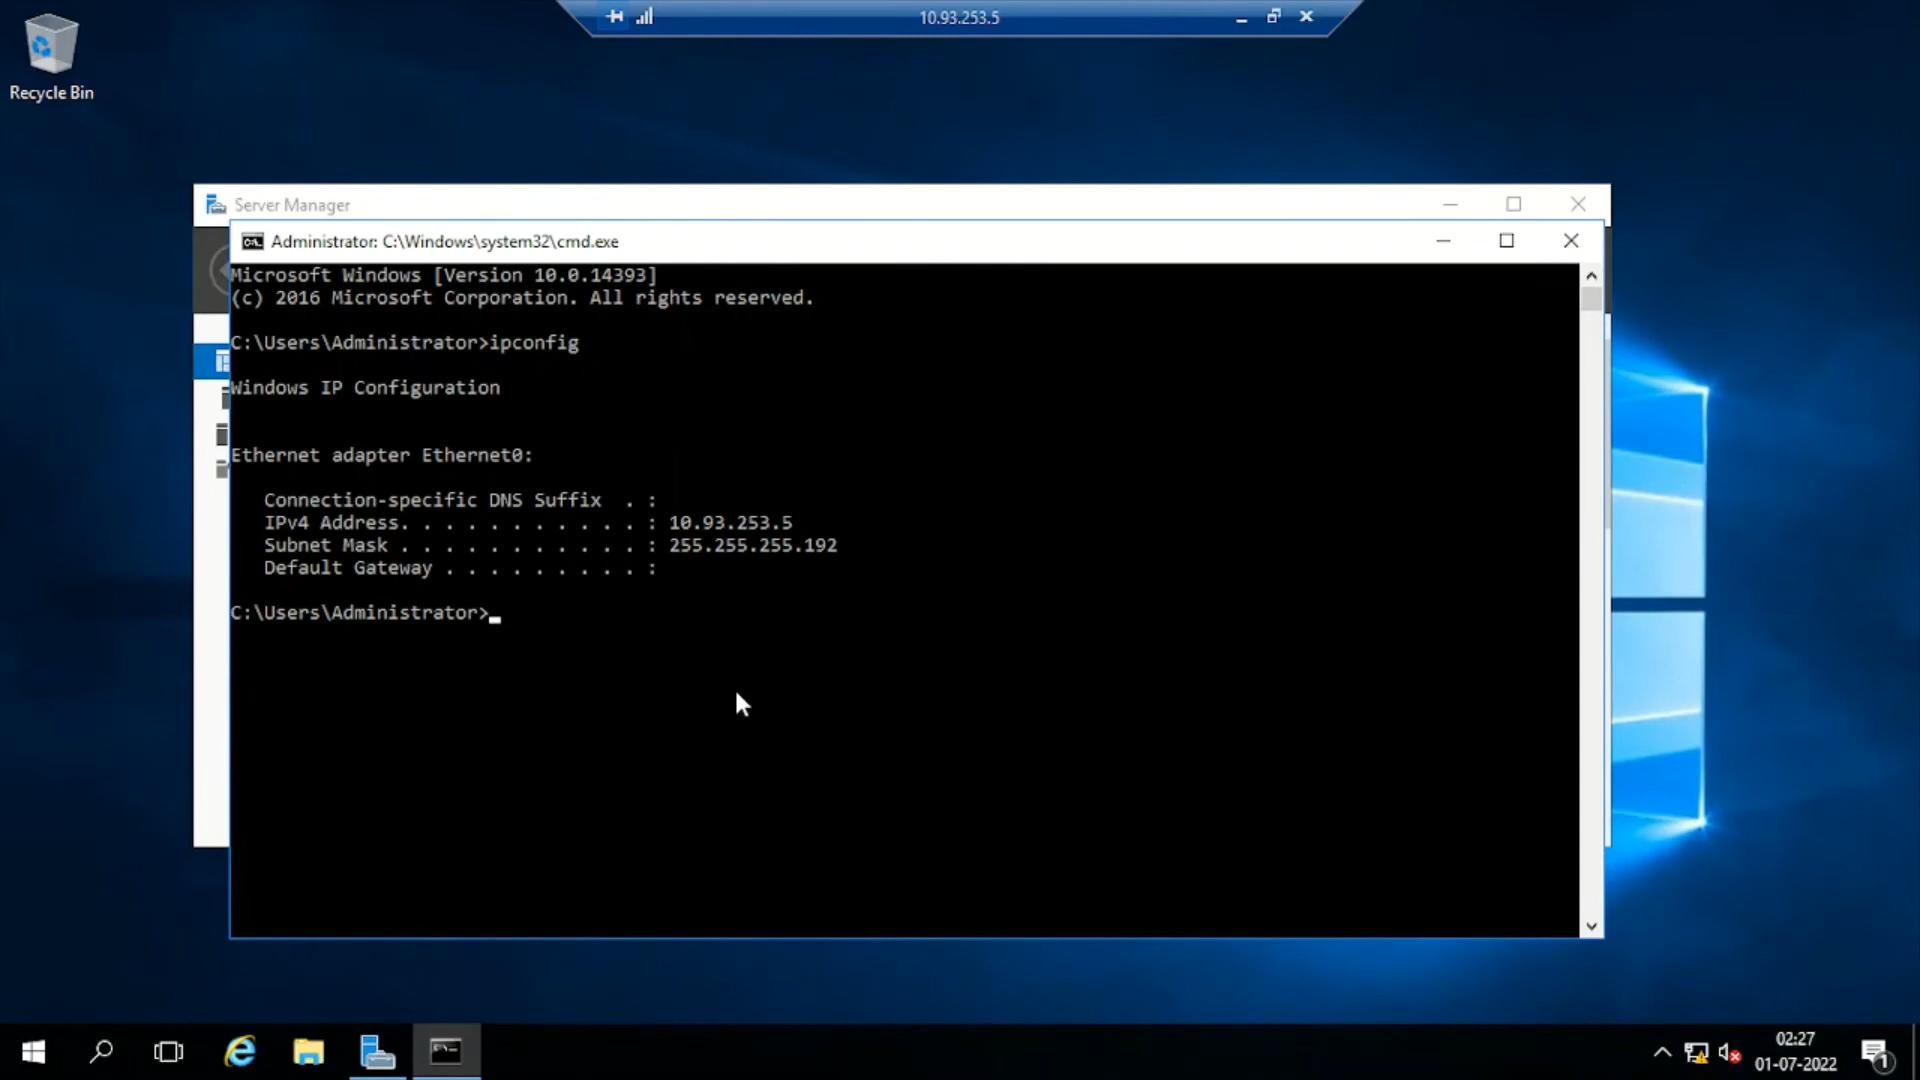 10.93.253.5
Recycle Bin
Server Manager
Administrator: C:\Windows\system32\cmd.exe
Microsoft Windows [Version 10.0.14393]
(c) 2016 Microsoft Corporation. All rights reserved.
C:\Users\Administrator>ipconfig
Windows IP Configuration
Ethernet adapter Ethernet0:
Connection-specific DNS Suffix  . :
IPv4 Address. . . . . . . . . . . : 10.93.253.5
Subnet Mask . . . . . . . . . . . : 255.255.255.192
Default Gateway . . . . . . . . . :
C:\Users\Administrator>
02:27
01-07-2022
1